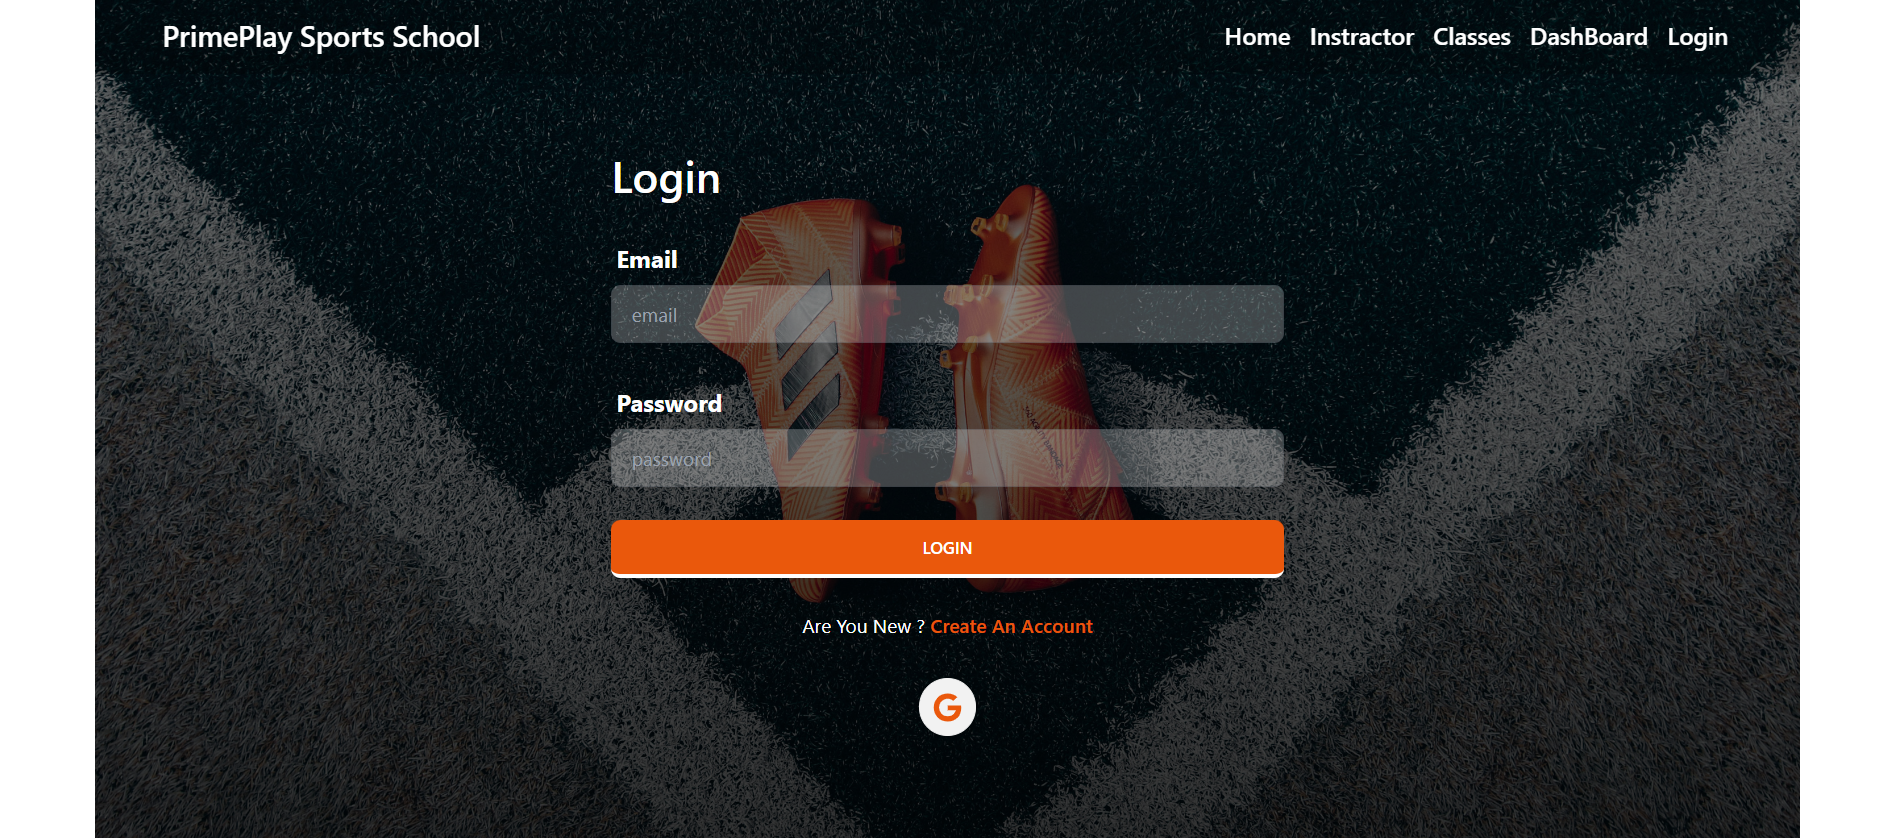 PrimePlay Sports School
Home Instractor Classes DashBoard Login
Login
Email
email
Password
password
LOGIN
Are You New ? Create An Account
G